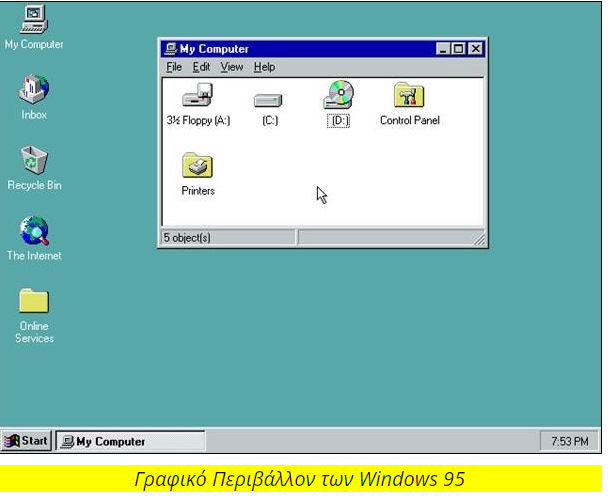 My Computer
Inbox
Recycle Bin
The Internet
Online
Services
My Computer
File Edit View Help
3½ Floppy (A:) (C:) (D:) Control Panel
Printers
5 object(s)
Start My Computer 7:53 PM
Γραφικό Περιβάλλον των Windows 95